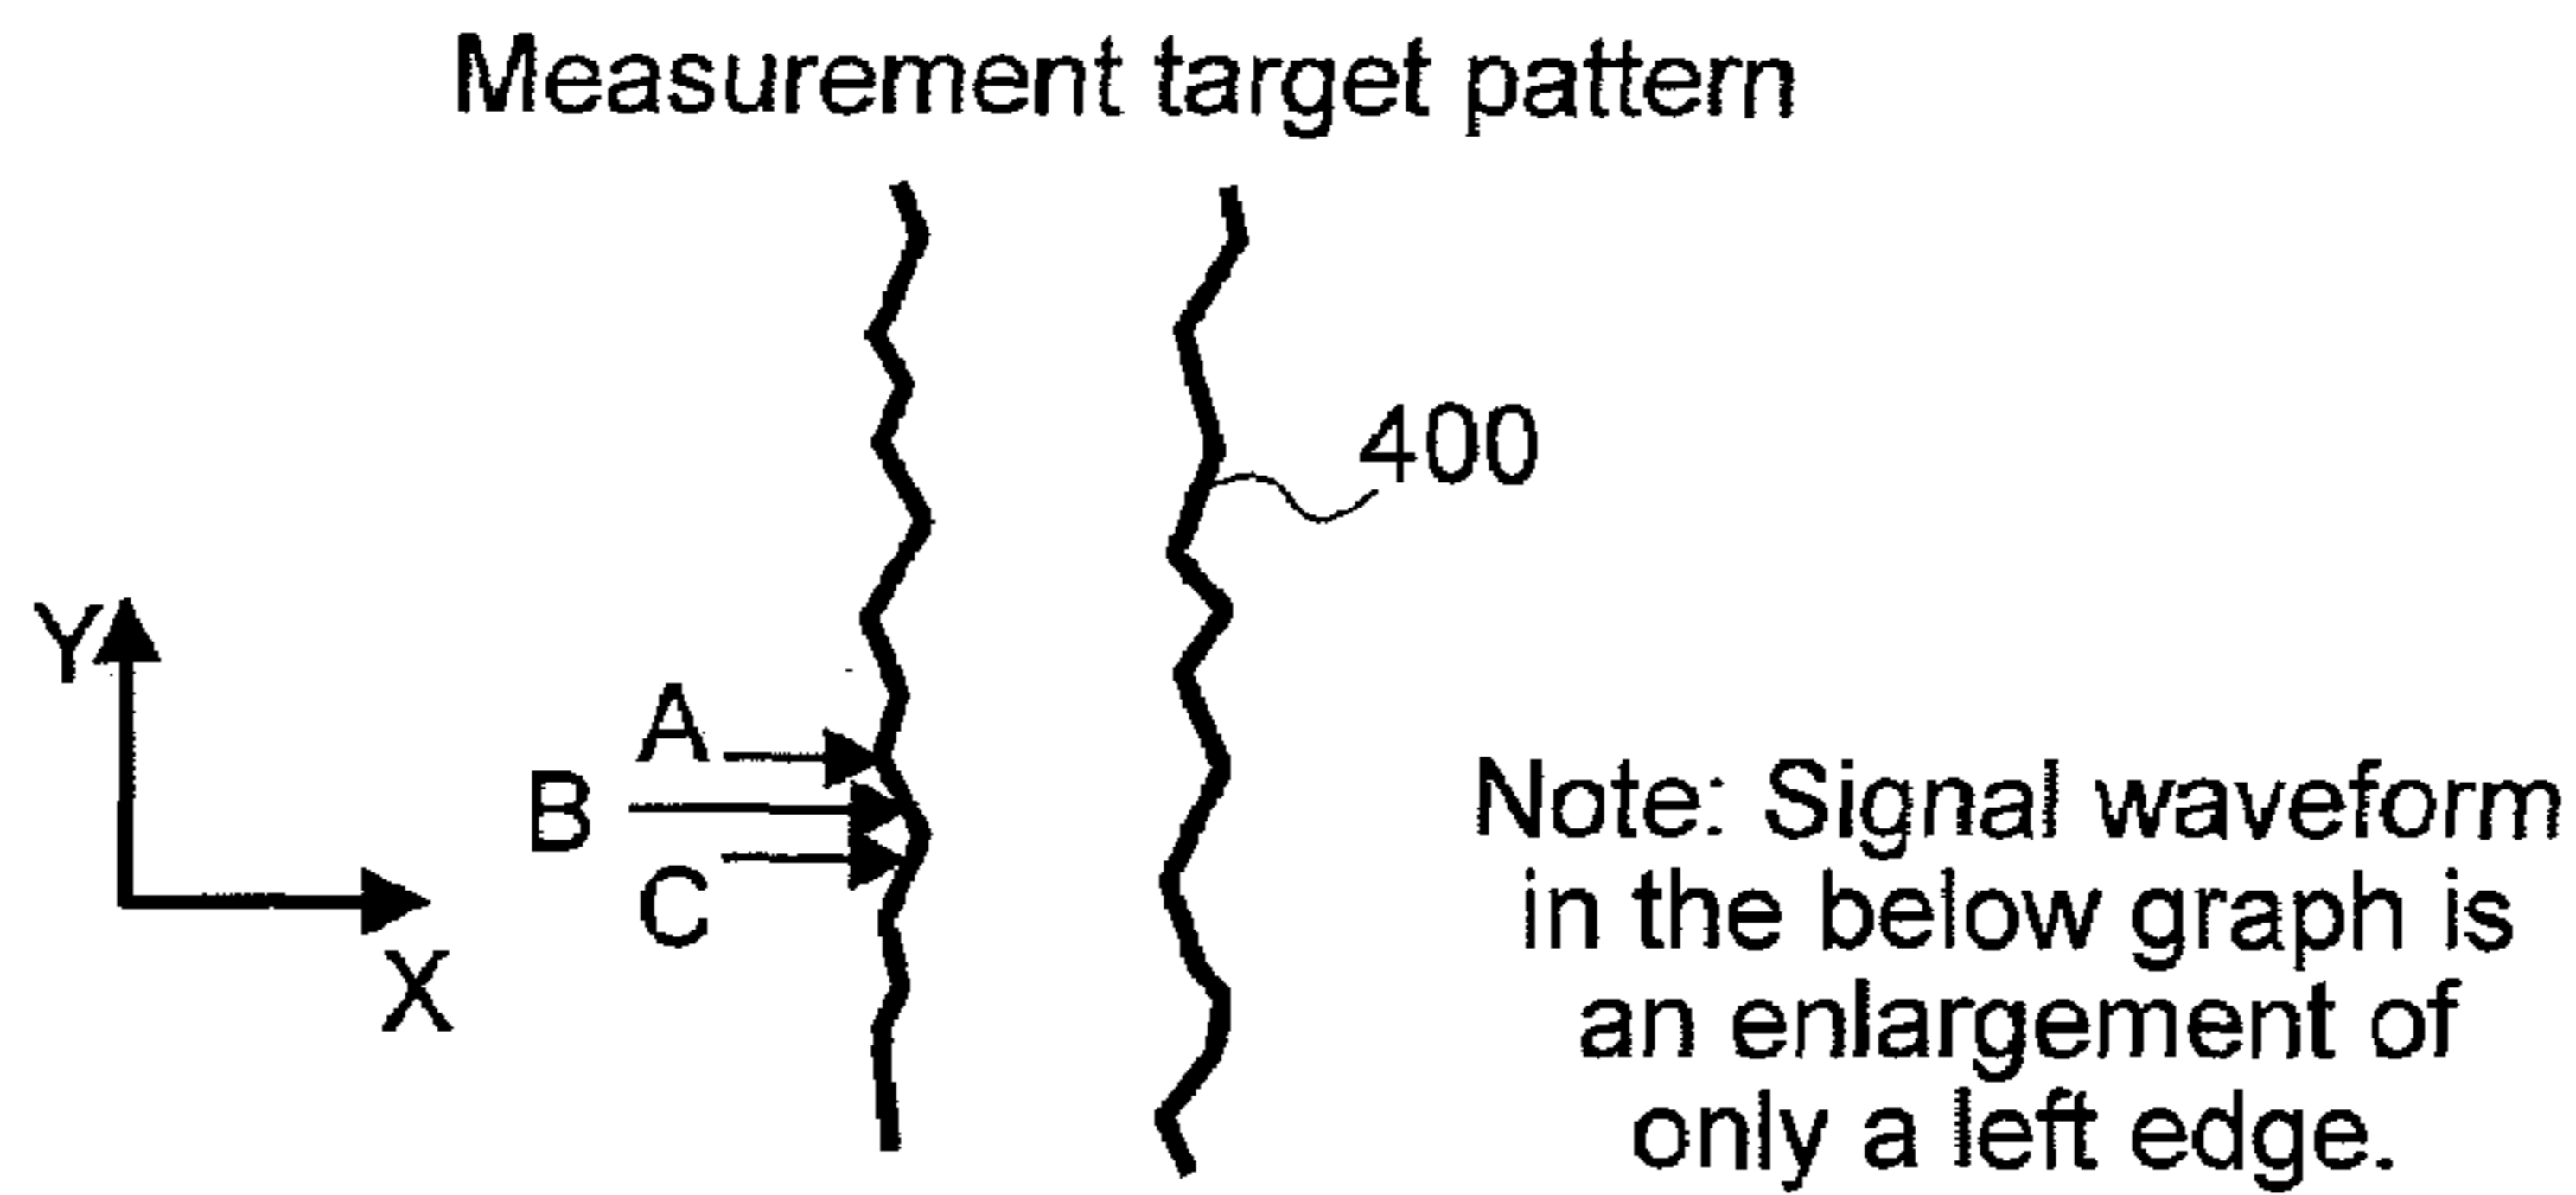 Measurement target pattern
400
Y
A
B
C
X
Note: Signal waveform
in the below graph is
an enlargement of
only a left edge.